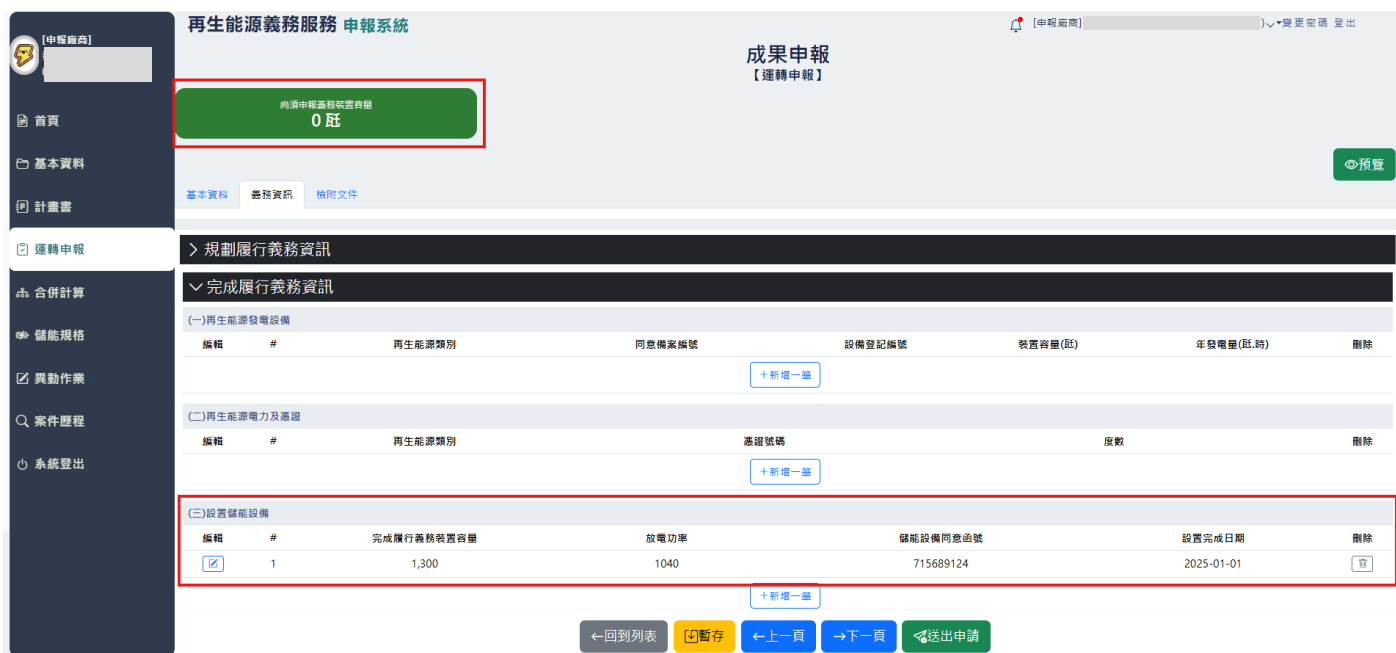 再生能源義務服務 申報系統
[申報廠商]
)
變更密碼
登出
[申報廠商]
成果申報
【運轉申報】
尚須申報義務裝置容量
0 瓩
首頁
基本資料
計畫書
運轉申報
合併計算
儲能規格
異動作業
案件歷程
系統登出
預覽
基本資料
義務資訊
檢附文件
規劃履行義務資訊
完成履行義務資訊
(一)再生能源發電設備
編輯 # 再生能源類別 同意備案編號 設備登記編號 裝置容量(瓩) 年發電量(瓩.時) 刪除
+新增一筆
(二)再生能源電力及憑證
編輯 # 再生能源類別 憑證號碼 度數 刪除
+新增一筆
(三)設置儲能設備
編輯 # 完成履行義務裝置容量 放電功率 儲能設備同意函號 設置完成日期 刪除
1 1,300 1040 715689124 2025-01-01
+新增一筆
←回到列表
暫存
←上一頁
→下一頁
送出申請